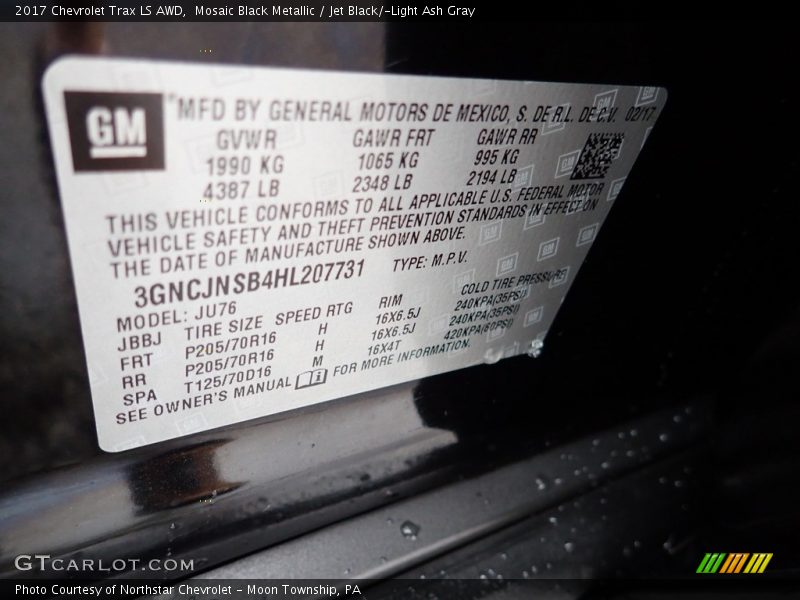 2017 Chevrolet Trax LS AWD, Mosaic Black Metallic / Jet Black/-Light Ash Gray
GM
MFD BY GENERAL MOTORS DE MEXICO, S. DE R.L. DE C.V. 02/17
GVWR GAWR FRT GAWR RR
1990 KG 1065 KG 995 KG
4387 LB 2348 LB 2194 LB
THIS VEHICLE CONFORMS TO ALL APPLICABLE U.S. FEDERAL MOTOR
VEHICLE SAFETY AND THEFT PREVENTION STANDARDS IN EFFECT ON
THE DATE OF MANUFACTURE SHOWN ABOVE.
3GNCJNSB4HL207731 TYPE: M.P.V.
MODEL: JU76
JBBJ TIRE SIZE SPEED RTG RIM COLD TIRE PRESSURE
FRT P205/70R16 H 16X6.5J 240KPA(35PSI)
RR P205/70R16 H 16X6.5J 240KPA(35PSI)
SPA T125/70D16 M 16X4T 420KPA(60PSI)
SEE OWNER'S MANUAL FOR MORE INFORMATION.
GTCARLOT.COM
Photo Courtesy of Northstar Chevrolet - Moon Township, PA